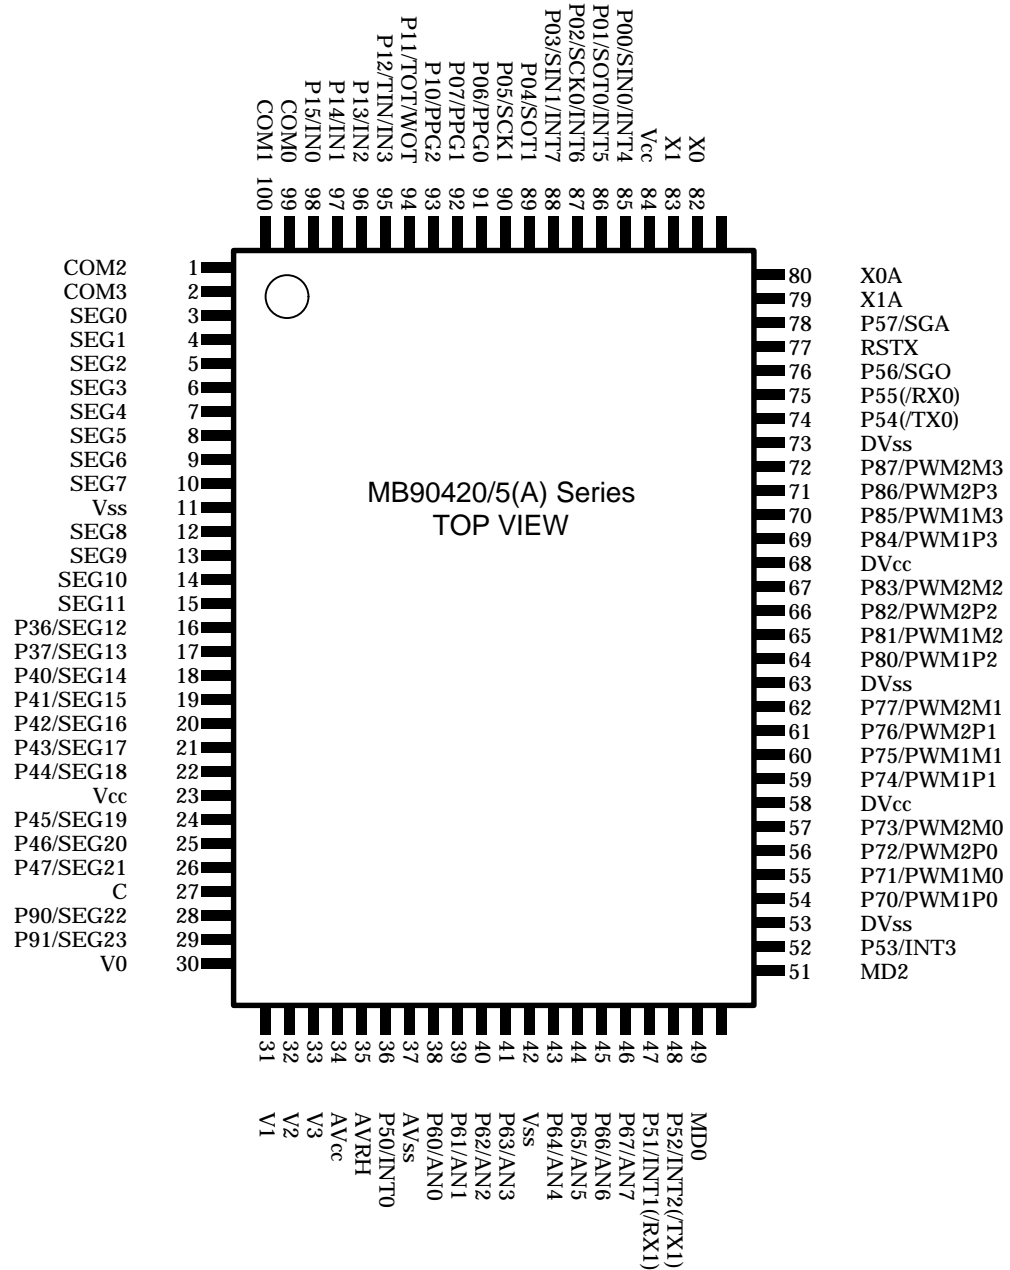 COM1 100
COM0 99
P15/IN0 98
P14/IN1 97
P13/IN2 96
P12/TIN/IN3 95
P11/TOT/WOT 94
P10/PPG2 93
P07/PPG1 92
P06/PPG0 91
P05/SCK1 90
P04/SOT1 89
P03/SIN1/INT7 88
P02/SCK0/INT6 87
P01/SOT0/INT5 86
P00/SIN0/INT4 85
Vcc 84
X1 83
X0 82
COM2 1
COM3 2
SEG0 3
SEG1 4
SEG2 5
SEG3 6
SEG4 7
SEG5 8
SEG6 9
SEG7 10
Vss 11
SEG8 12
SEG9 13
SEG10 14
SEG11 15
P36/SEG12 16
P37/SEG13 17
P40/SEG14 18
P41/SEG15 19
P42/SEG16 20
P43/SEG17 21
P44/SEG18 22
Vcc 23
P45/SEG19 24
P46/SEG20 25
P47/SEG21 26
C 27
P90/SEG22 28
P91/SEG23 29
V0 30
MB90420/5(A) Series
TOP VIEW
80 X0A
79 X1A
78 P57/SGA
77 RSTX
76 P56/SGO
75 P55(/RX0)
74 P54(/TX0)
73 DVss
72 P87/PWM2M3
71 P86/PWM2P3
70 P85/PWM1M3
69 P84/PWM1P3
68 DVcc
67 P83/PWM2M2
66 P82/PWM2P2
65 P81/PWM1M2
64 P80/PWM1P2
63 DVss
62 P77/PWM2M1
61 P76/PWM2P1
60 P75/PWM1M1
59 P74/PWM1P1
58 DVcc
57 P73/PWM2M0
56 P72/PWM2P0
55 P71/PWM1M0
54 P70/PWM1P0
53 DVss
52 P53/INT3
51 MD2
31 V1
32 V2
33 V3
34 AVcc
35 AVRH
36 P50/INT0
37 AVss
38 P60/AN0
39 P61/AN1
40 P62/AN2
41 P63/AN3
42 Vss
43 P64/AN4
44 P65/AN5
45 P66/AN6
46 P67/AN7
47 P51/INT1(/RX1)
48 P52/INT2(/TX1)
49 MD0